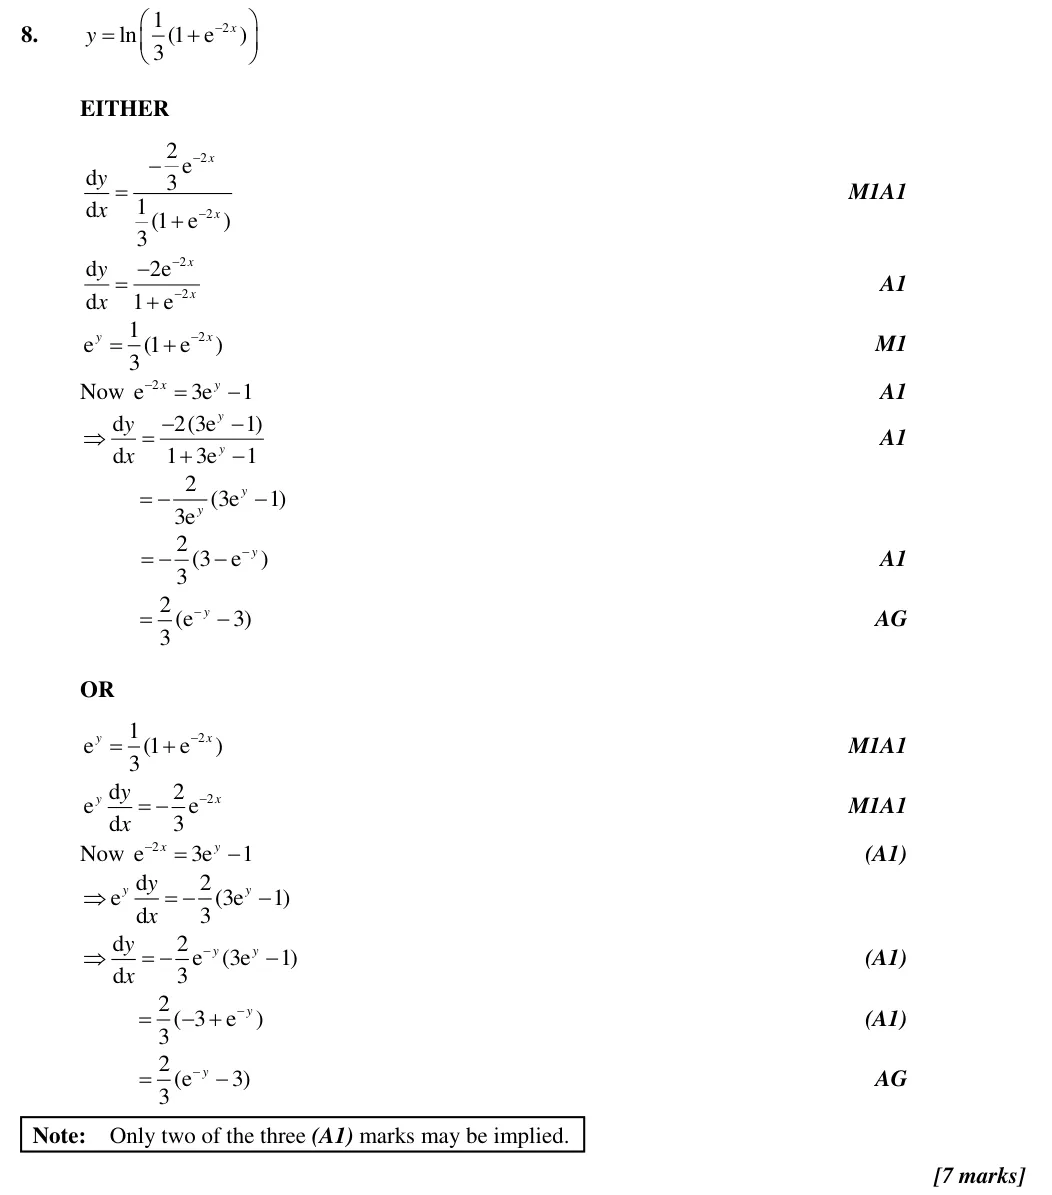 8. y = ln(1/3(1 + e^{-2x}))
EITHER
dy/dx = (-2/3 e^{-2x})/(1/3(1 + e^{-2x})) M1A1
dy/dx = (-2e^{-2x})/(1 + e^{-2x}) A1
e^y = 1/3(1 + e^{-2x}) M1
Now e^{-2x} = 3e^y - 1 A1
⇒ dy/dx = (-2(3e^y - 1))/(1 + 3e^y - 1) A1
= -2/(3e^y)(3e^y - 1)
= -2/3(3 - e^{-y}) A1
= 2/3(e^{-y} - 3) AG
OR
e^y = 1/3(1 + e^{-2x}) M1A1
e^y dy/dx = -2/3 e^{-2x} M1A1
Now e^{-2x} = 3e^y - 1 (A1)
⇒ e^y dy/dx = -2/3(3e^y - 1)
⇒ dy/dx = -2/3 e^{-y}(3e^y - 1) (A1)
= 2/3(-3 + e^{-y}) (A1)
= 2/3(e^{-y} - 3) AG
Note: Only two of the three (A1) marks may be implied.
[7 marks]